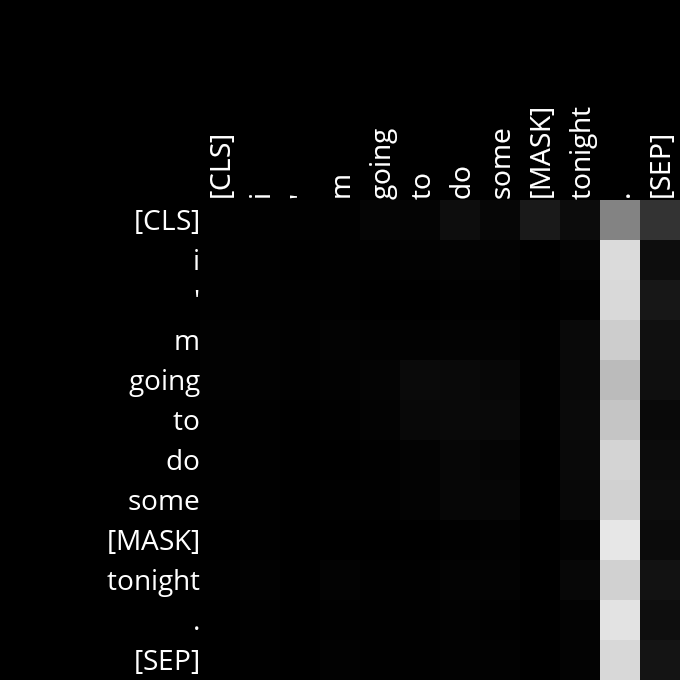 [CLS] i ' m going to do some [MASK] tonight . [SEP]
[CLS]
i
'
m
going
to
do
some
[MASK]
tonight
.
[SEP]